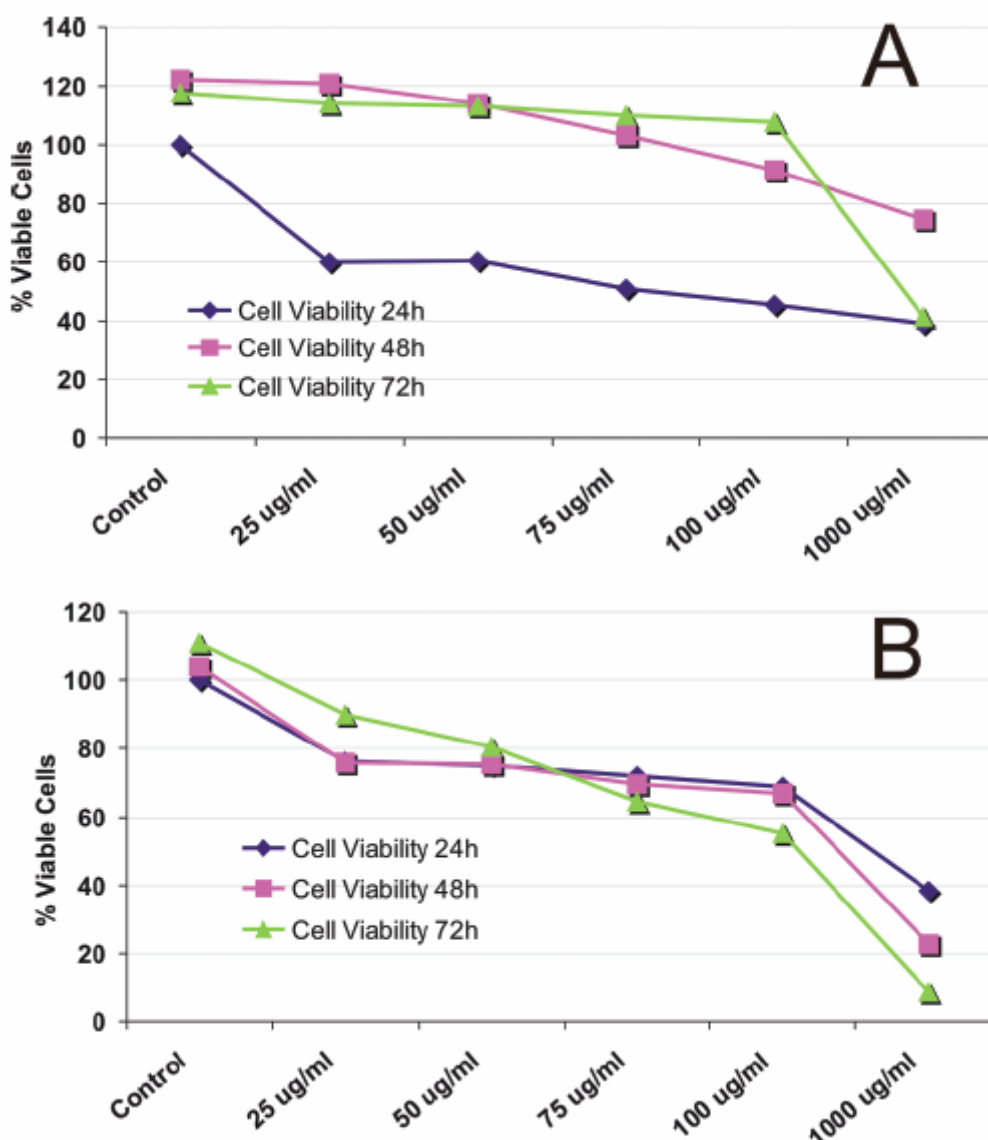 A
140
120
100
80
60
40
20
0
% Viable Cells
Cell Viability 24h
Cell Viability 48h
Cell Viability 72h
Control
25 ug/ml
50 ug/ml
75 ug/ml
100 ug/ml
1000 ug/ml
B
120
100
80
60
40
20
0
% Viable Cells
Cell Viability 24h
Cell Viability 48h
Cell Viability 72h
Control
25 ug/ml
50 ug/ml
75 ug/ml
100 ug/ml
1000 ug/ml